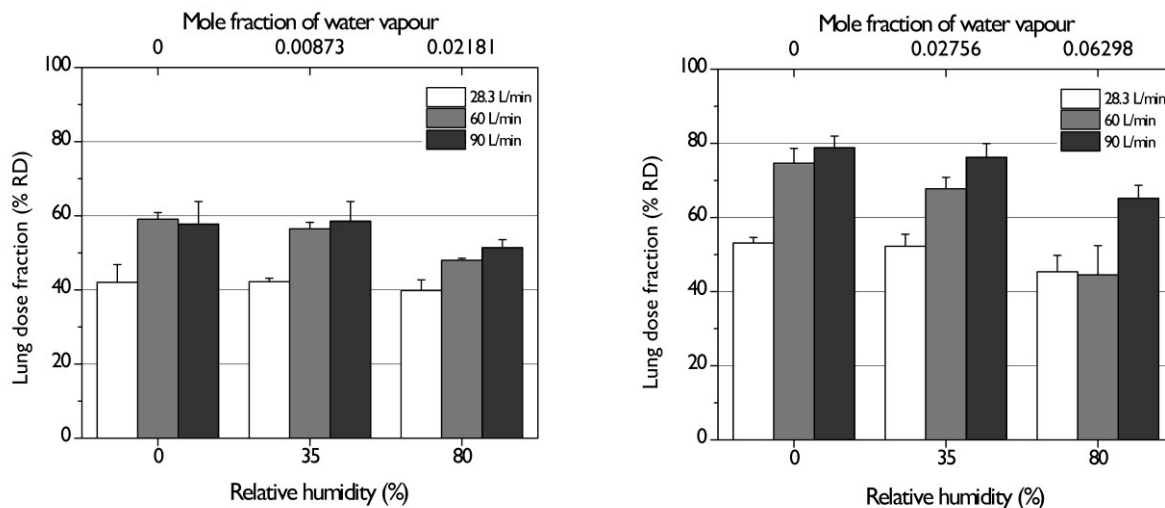 Mole fraction of water vapour
0 0.00873 0.02181
100
80
60
40
20
0
Lung dose fraction (% RD)
28.3 L/min
60 L/min
90 L/min
0 35 80
Relative humidity (%)
Mole fraction of water vapour
0 0.02756 0.06298
100
80
60
40
20
0
Lung dose fraction (% RD)
28.3 L/min
60 L/min
90 L/min
0 35 80
Relative humidity (%)